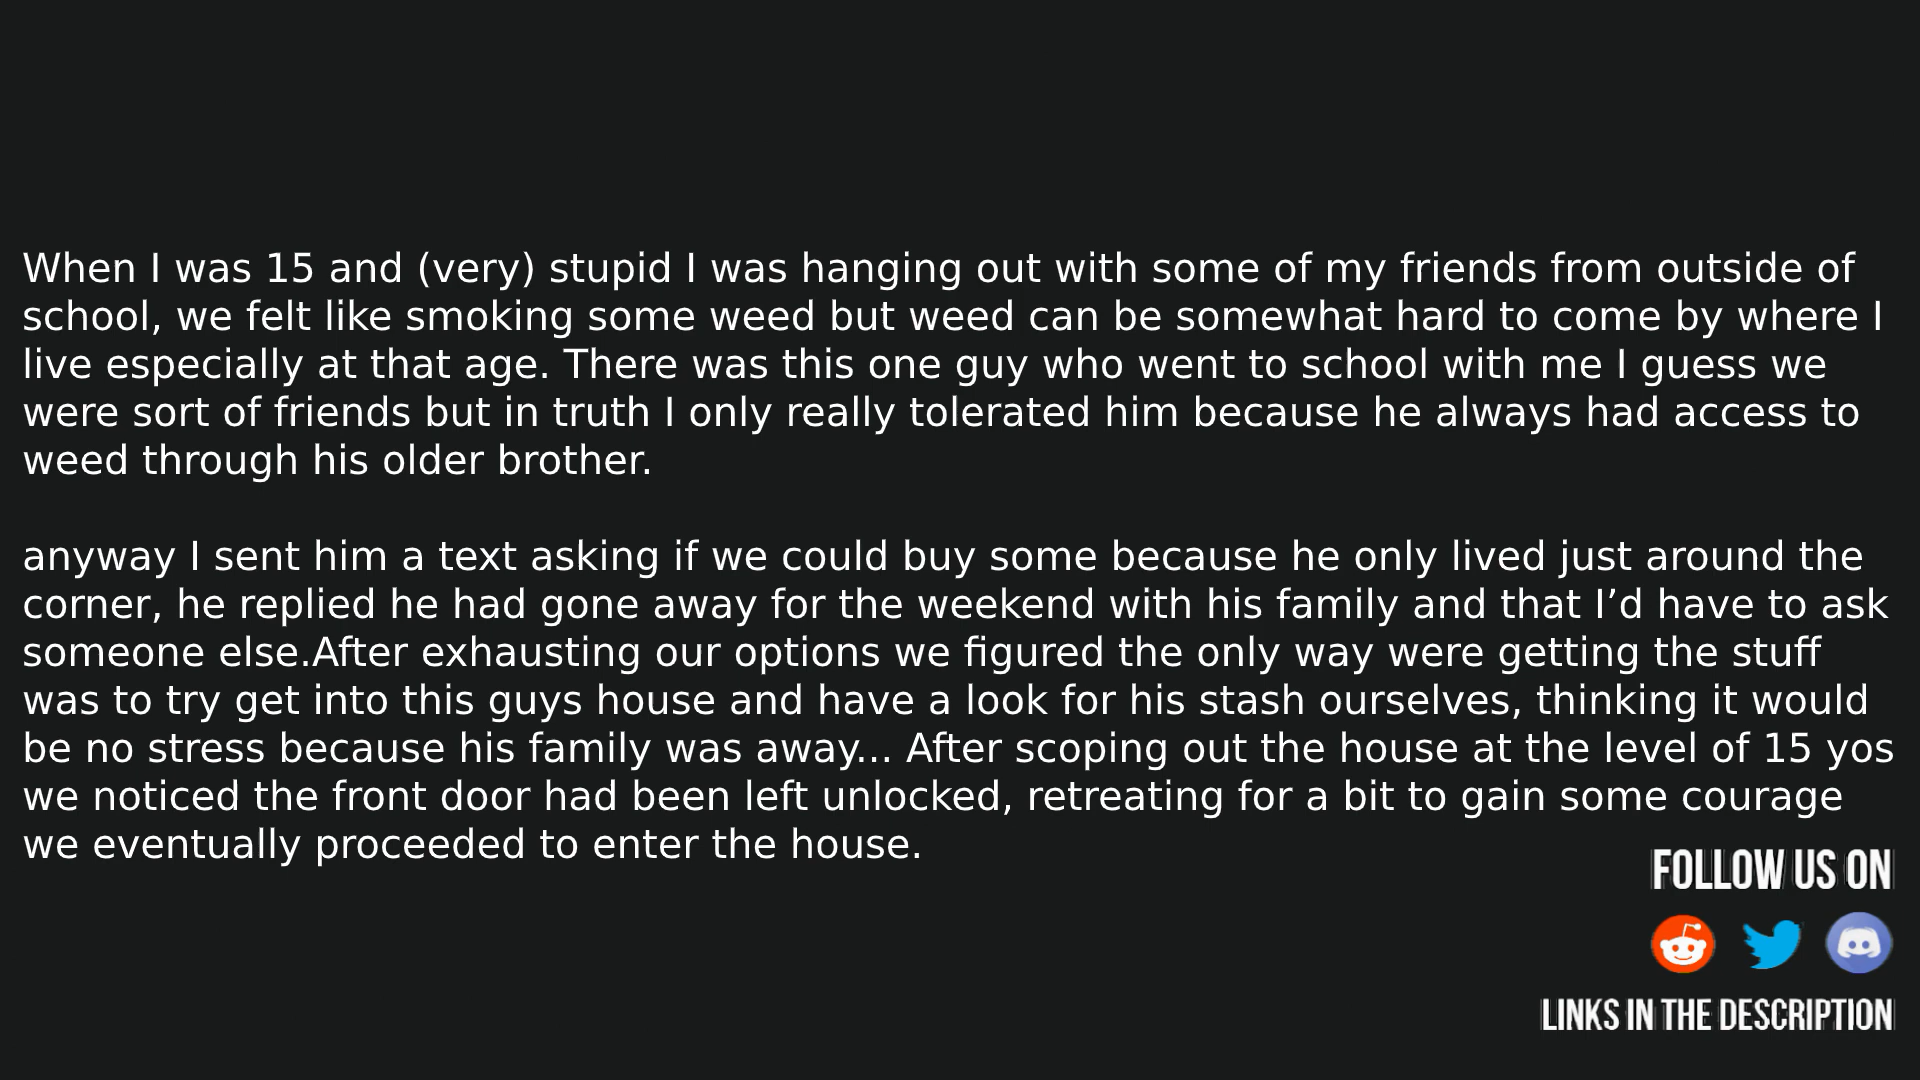 When I was 15 and (very) stupid I was hanging out with some of my friends from outside of
school, we felt like smoking some weed but weed can be somewhat hard to come by where I
live especially at that age. There was this one guy who went to school with me I guess we
were sort of friends but in truth I only really tolerated him because he always had access to
weed through his older brother.
anyway I sent him a text asking if we could buy some because he only lived just around the
corner, he replied he had gone away for the weekend with his family and that I’d have to ask
someone else.After exhausting our options we figured the only way were getting the stuff
was to try get into this guys house and have a look for his stash ourselves, thinking it would
be no stress because his family was away... After scoping out the house at the level of 15 yos
we noticed the front door had been left unlocked, retreating for a bit to gain some courage
we eventually proceeded to enter the house.
FOLLOW US ON
LINKS IN THE DESCRIPTION